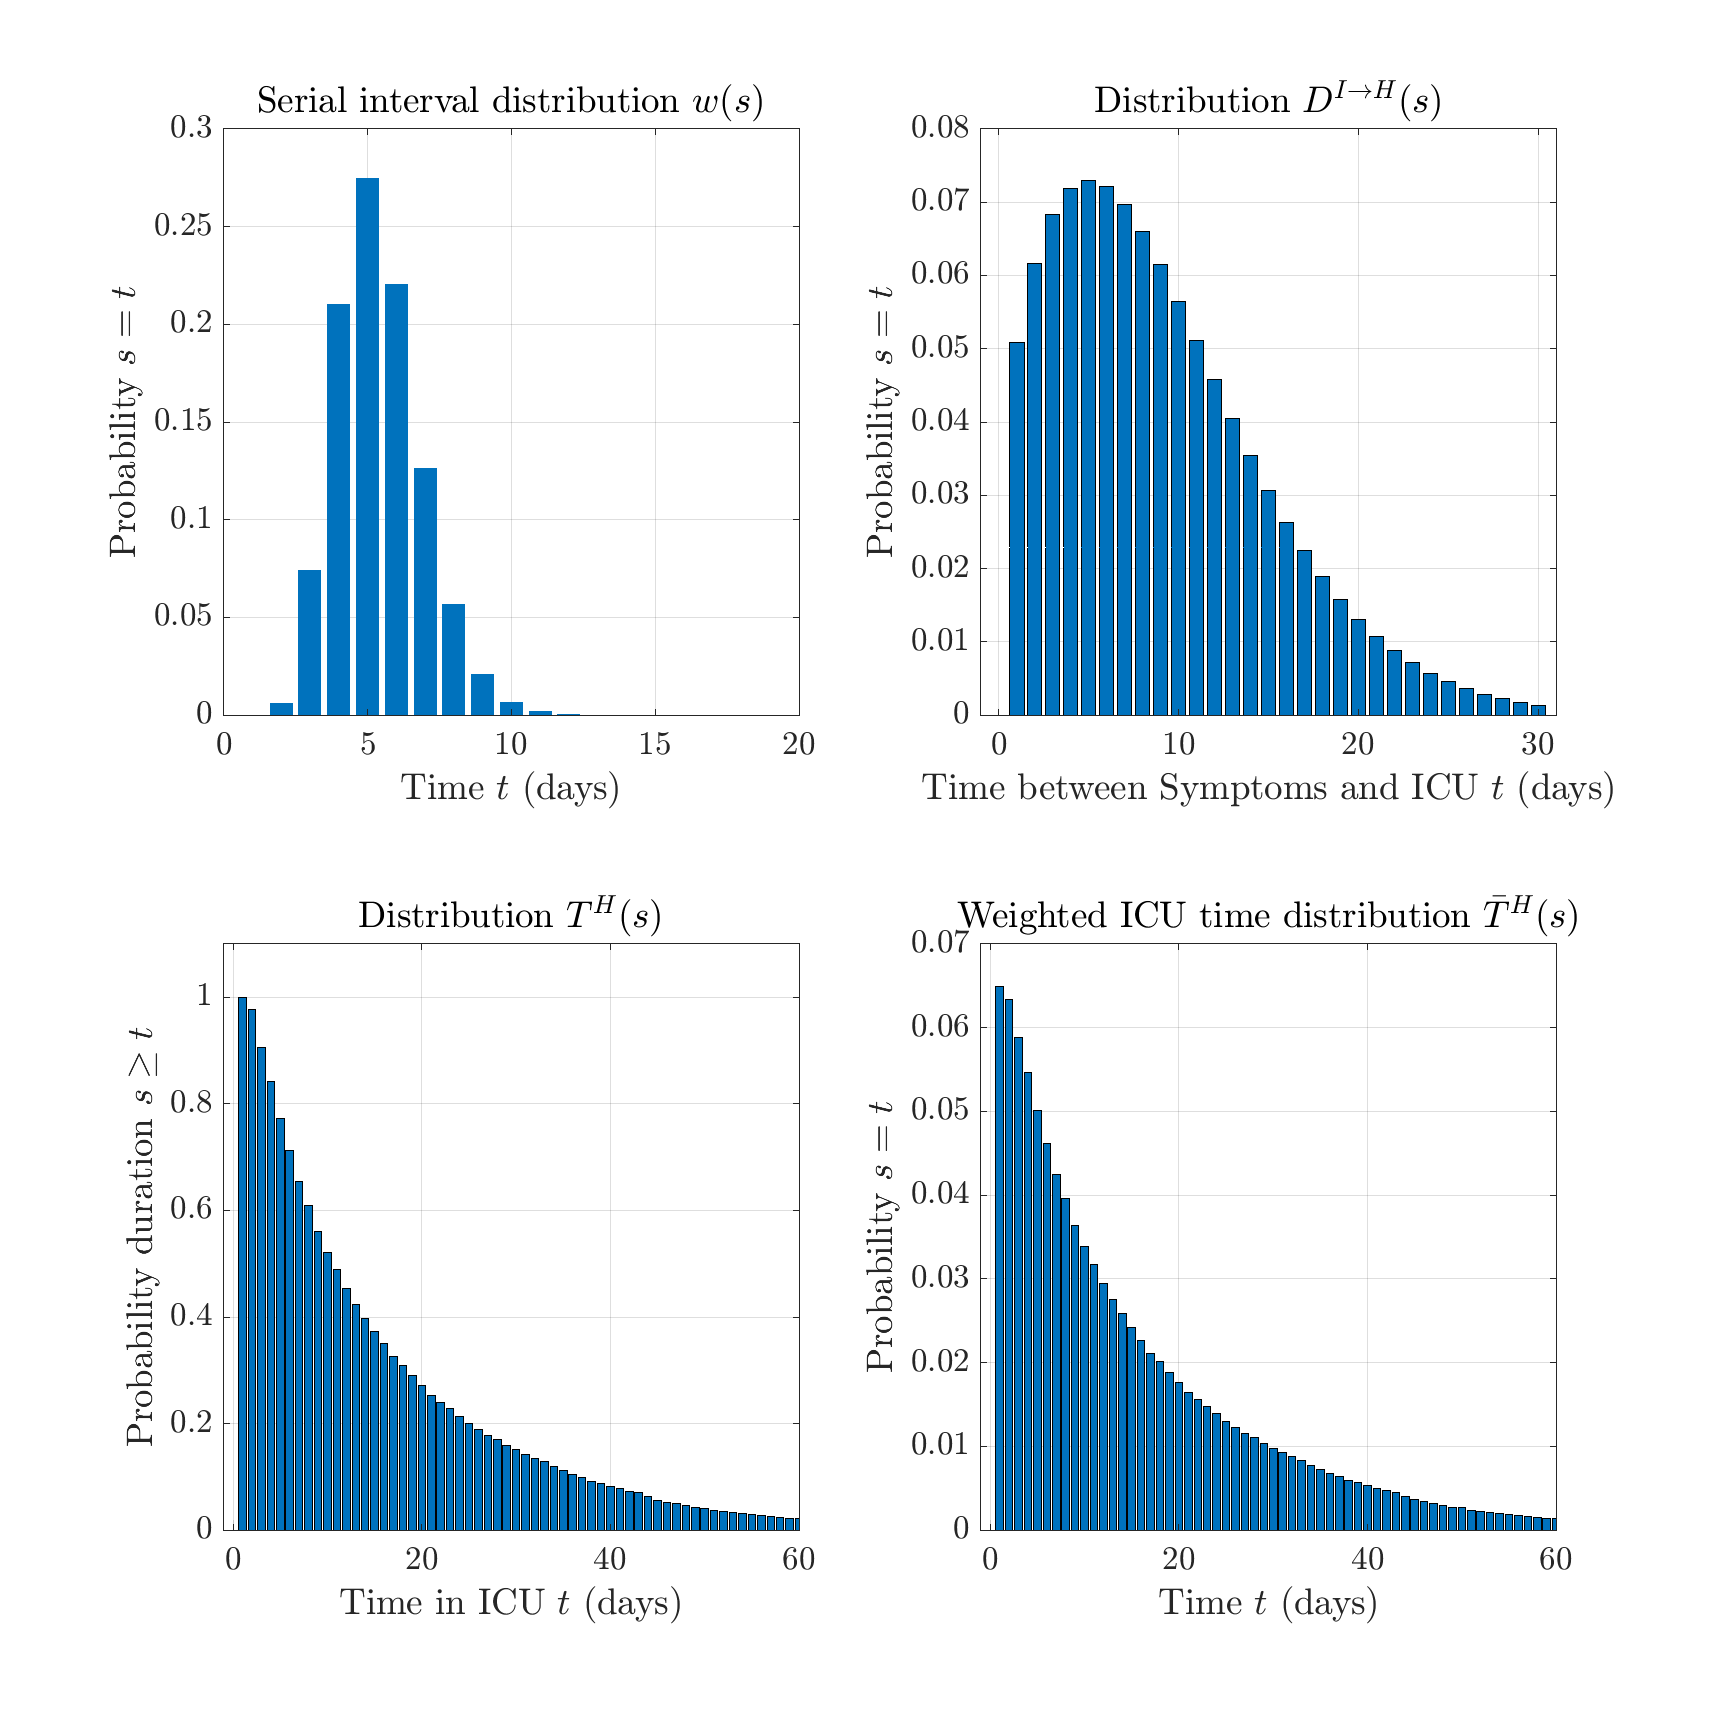 Serial interval distribution w(s)
0.3
0.25
0.2
0.15
0.1
0.05
0
Probability s = t
0 5 10 15 20
Time t (days)
Distribution D^{I→H}(s)
0.08
0.07
0.06
0.05
0.04
0.03
0.02
0.01
0
Probability s = t
0 10 20 30
Time between Symptoms and ICU t (days)
Distribution T^H(s)
1
0.8
0.6
0.4
0.2
0
Probability duration s ≥ t
0 20 40 60
Time in ICU t (days)
Weighted ICU time distribution T̄^H(s)
0.07
0.06
0.05
0.04
0.03
0.02
0.01
0
Probability s = t
0 20 40 60
Time t (days)